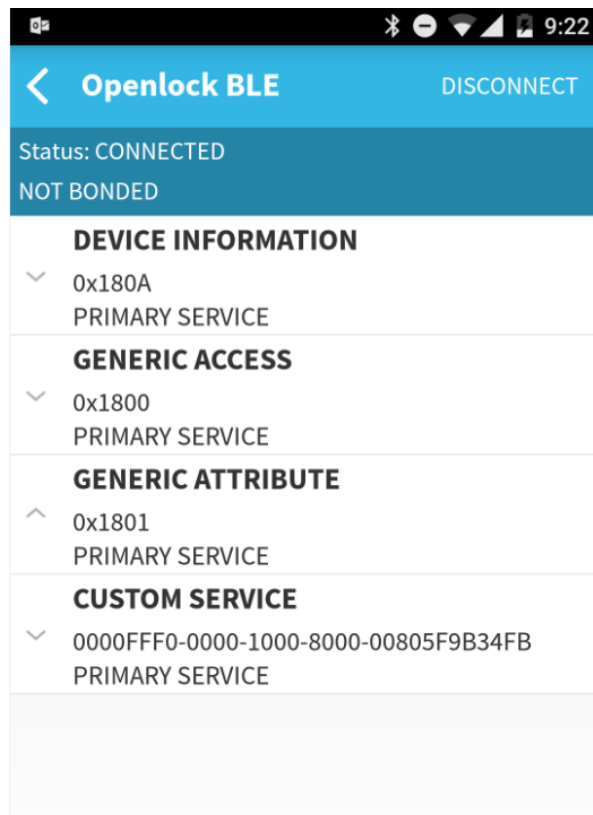 9:22
Openlock BLE DISCONNECT
Status: CONNECTED
NOT BONDED
DEVICE INFORMATION
0x180A
PRIMARY SERVICE
GENERIC ACCESS
0x1800
PRIMARY SERVICE
GENERIC ATTRIBUTE
0x1801
PRIMARY SERVICE
CUSTOM SERVICE
0000FFF0-0000-1000-8000-00805F9B34FB
PRIMARY SERVICE